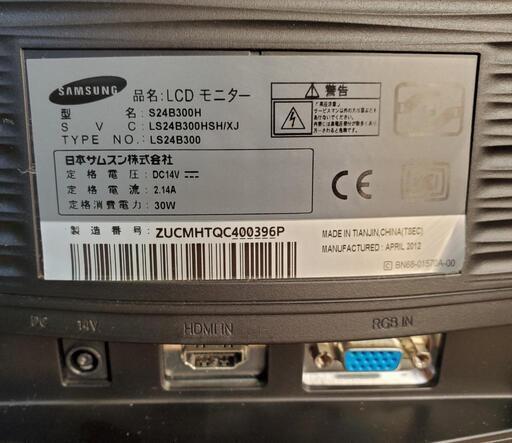 SAMSUNG
品名:LCD モニター
型 名: S24B300H
S V C: LS24B300HSH/XJ
TYPE NO.: LS24B300
日本サムスン株式会社
定格電圧: DC14V
定格電流: 2.14A
定格消費電力: 30W
製造番号: ZUCMHTQC400396P
警告
CE
MADE IN TIANJIN,CHINA(TSEC)
MANUFACTURED : APRIL 2012
DC 14V
HDMI IN
RGB IN